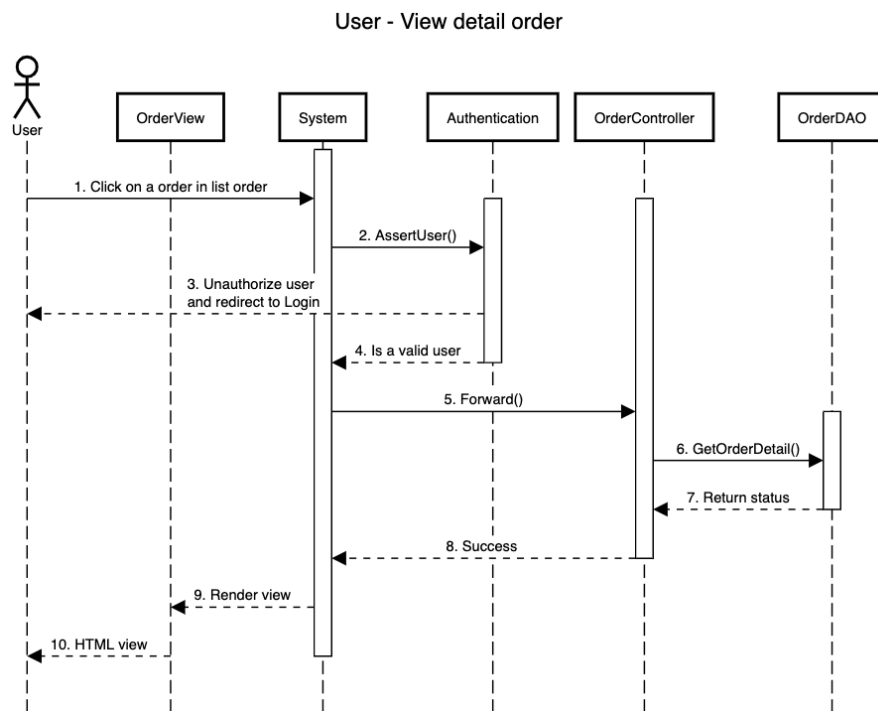 User - View detail order
User
OrderView
System
Authentication
OrderController
OrderDAO
1. Click on a order in list order
2. AssertUser()
3. Unauthorize user
and redirect to Login
4. Is a valid user
5. Forward()
6. GetOrderDetail()
7. Return status
8. Success
9. Render view
10. HTML view